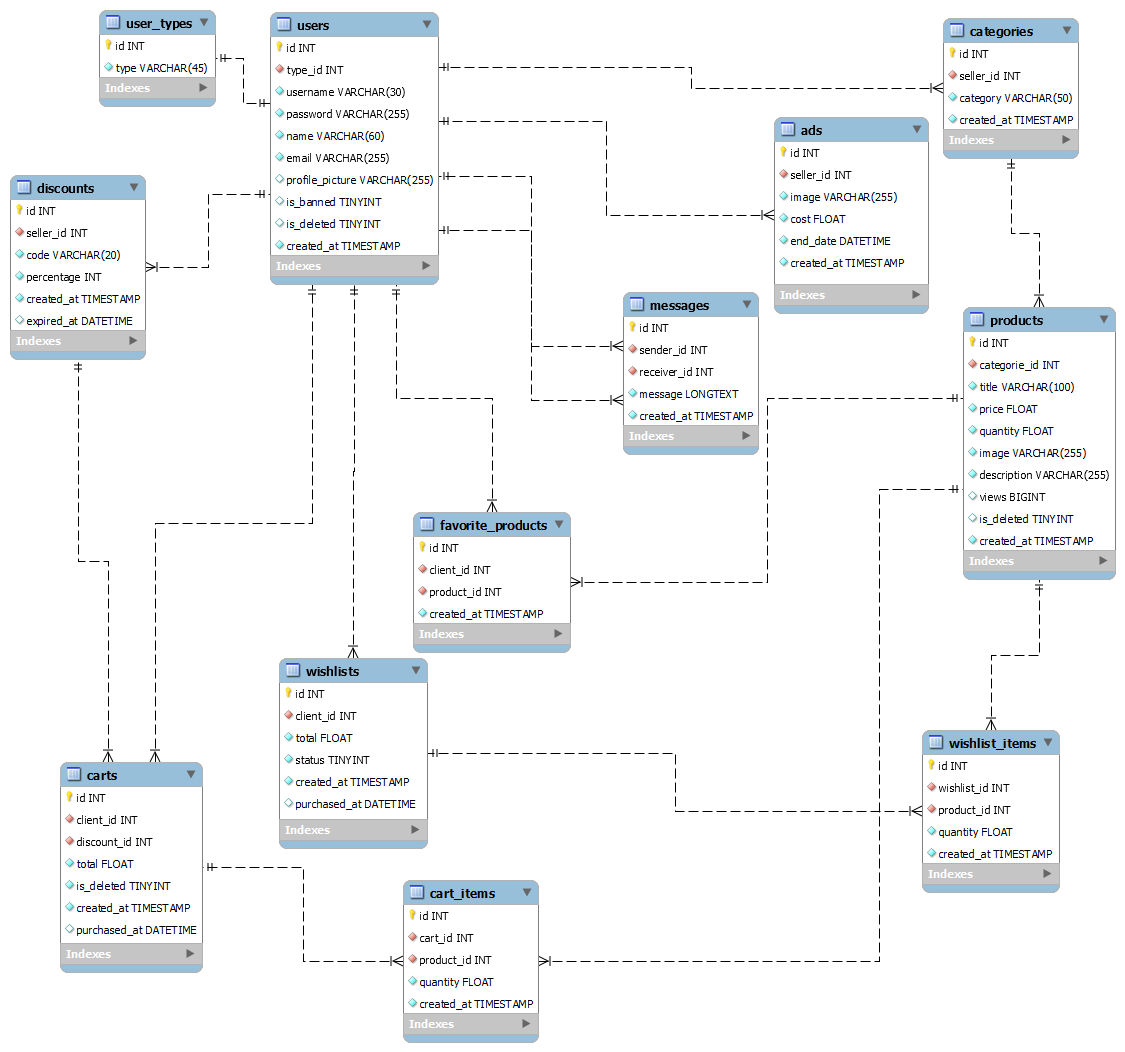 user_types
id INT
type VARCHAR(45)
Indexes
users
id INT
type_id INT
username VARCHAR(30)
password VARCHAR(255)
name VARCHAR(60)
email VARCHAR(255)
profile_picture VARCHAR(255)
is_banned TINYINT
is_deleted TINYINT
created_at TIMESTAMP
Indexes
categories
id INT
seller_id INT
category VARCHAR(50)
created_at TIMESTAMP
Indexes
ads
id INT
seller_id INT
image VARCHAR(255)
cost FLOAT
end_date DATETIME
created_at TIMESTAMP
Indexes
discounts
id INT
seller_id INT
code VARCHAR(20)
percentage INT
created_at TIMESTAMP
expired_at DATETIME
Indexes
messages
id INT
sender_id INT
receiver_id INT
message LONGTEXT
created_at TIMESTAMP
Indexes
products
id INT
categorie_id INT
title VARCHAR(100)
price FLOAT
quantity FLOAT
image VARCHAR(255)
description VARCHAR(255)
views BIGINT
is_deleted TINYINT
created_at TIMESTAMP
Indexes
favorite_products
id INT
client_id INT
product_id INT
created_at TIMESTAMP
Indexes
wishlists
id INT
client_id INT
total FLOAT
status TINYINT
created_at TIMESTAMP
purchased_at DATETIME
Indexes
wishlist_items
id INT
wishlist_id INT
product_id INT
quantity FLOAT
created_at TIMESTAMP
Indexes
carts
id INT
client_id INT
discount_id INT
total FLOAT
is_deleted TINYINT
created_at TIMESTAMP
purchased_at DATETIME
Indexes
cart_items
id INT
cart_id INT
product_id INT
quantity FLOAT
created_at TIMESTAMP
Indexes